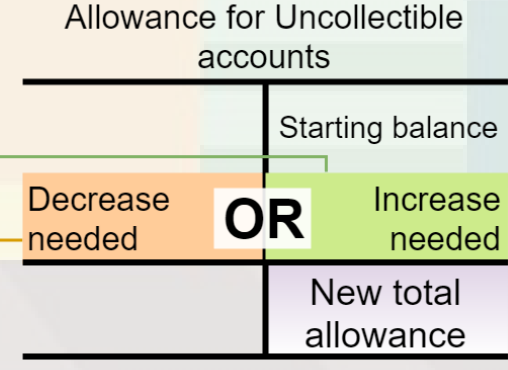 Allowance for Uncollectible
accounts
Starting balance
Decrease
needed
OR
Increase
needed
New total
allowance